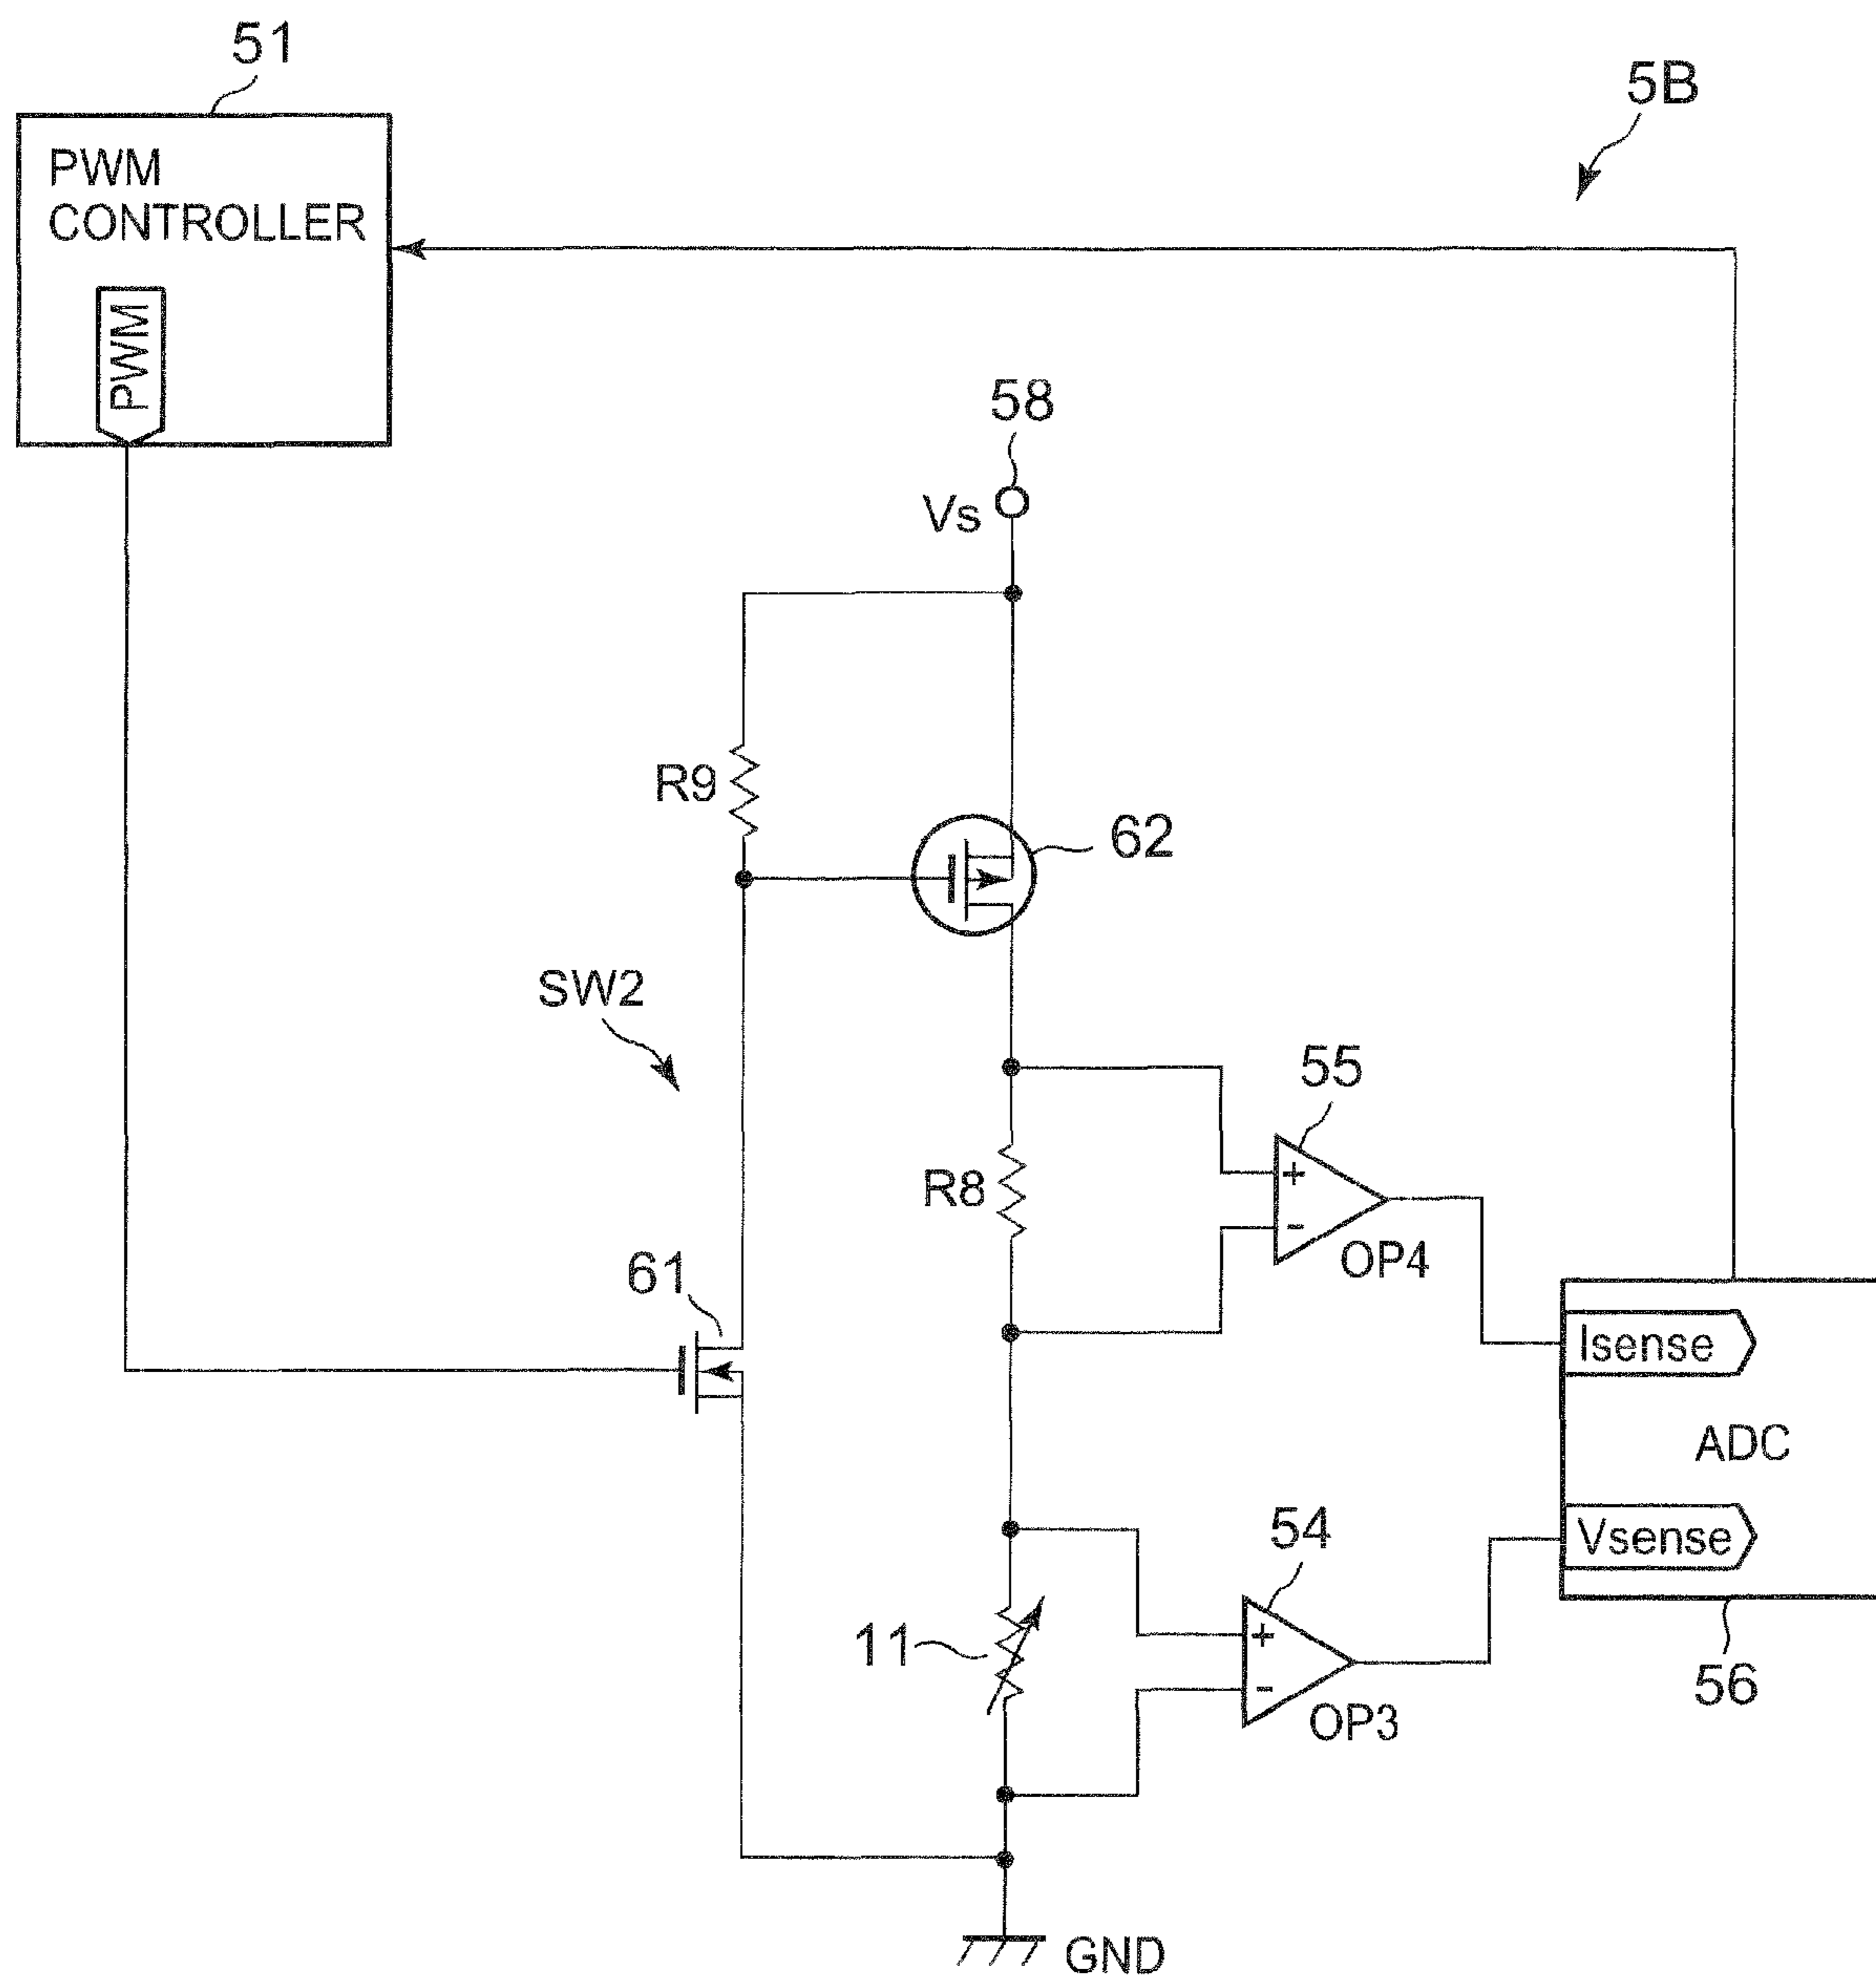 51
5B
PWM
CONTROLLER
PWM
58
Vs
R9
62
SW2
55
+
R8
-
OP4
61
Isense
ADC
54
Vsense
+
11
-
56
OP3
GND